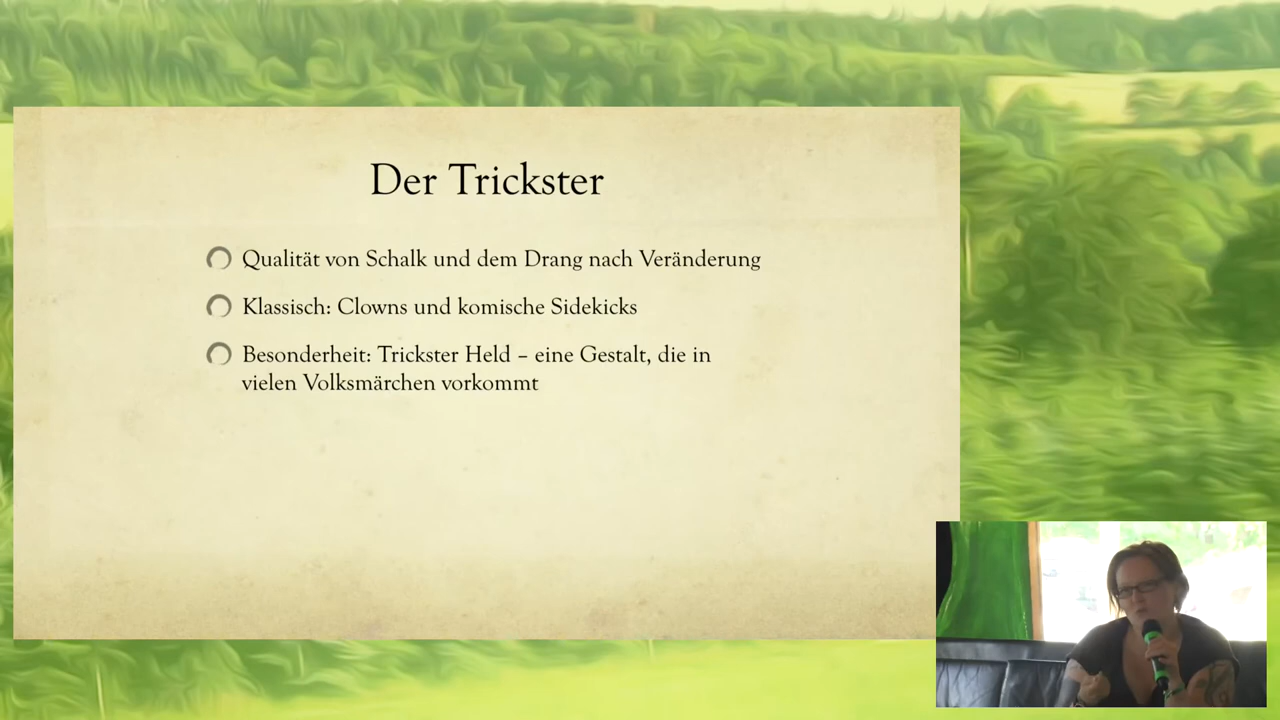 Der Trickster
Qualität von Schalk und dem Drang nach Veränderung
Klassisch: Clowns und komische Sidekicks
Besonderheit: Trickster Held – eine Gestalt, die in
vielen Volksmärchen vorkommt